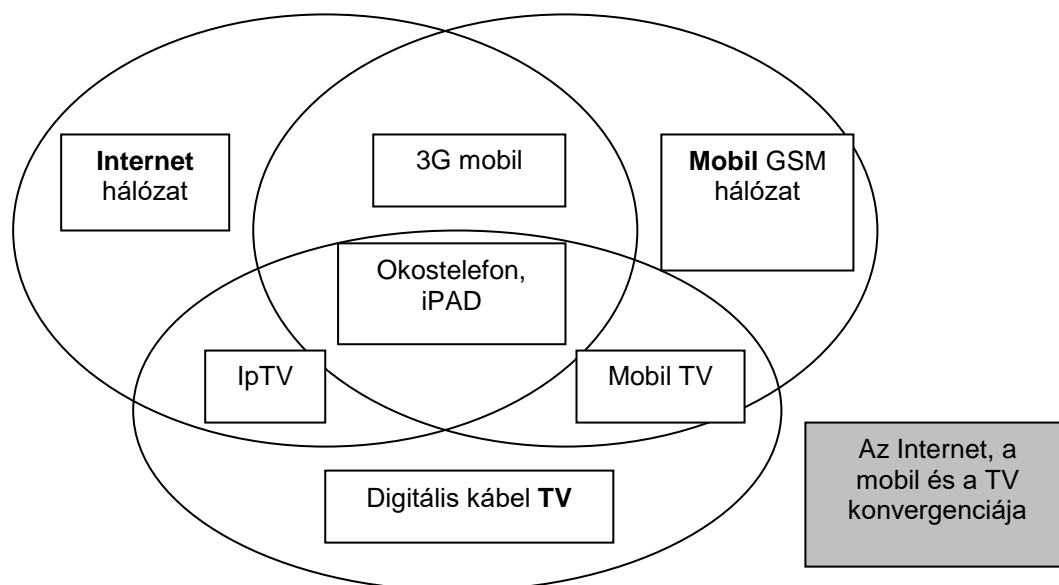 Internet
hálózat
3G mobil
Mobil GSM
hálózat
Okostelefon,
iPAD
IpTV
Mobil TV
Digitális kábel TV
Az Internet, a
mobil és a TV
konvergenciája